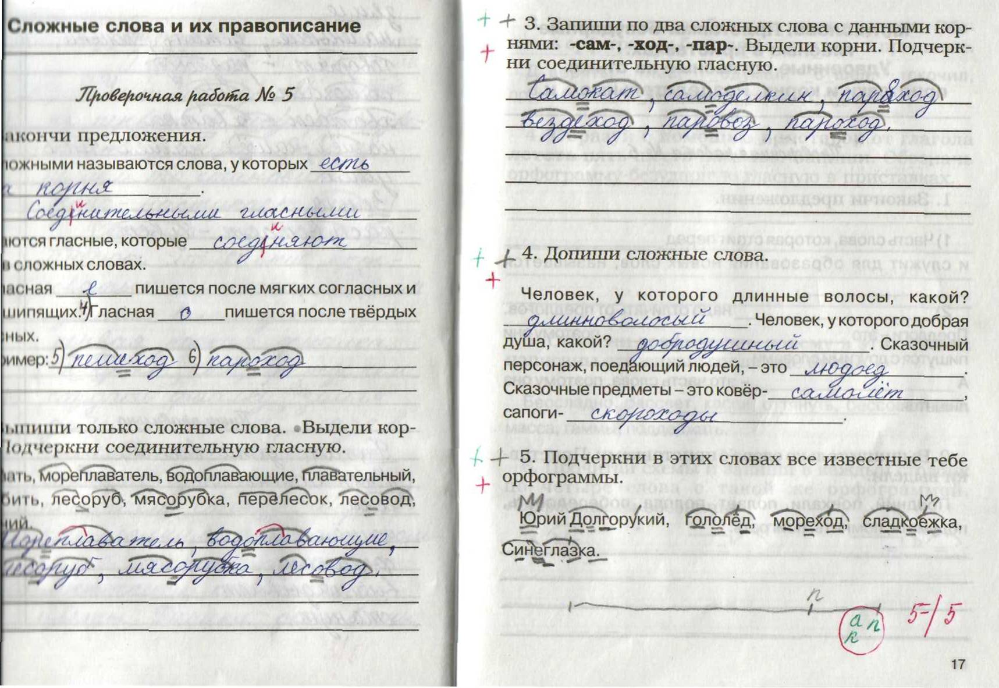 Сложные слова и их правописание
Проверочная работа № 5
акончи предложения.
ложными называются слова, у которых есть
а корня .
Соединительными гласными
аются гласные, которые соединяют
в сложных словах.
ласная е пишется после мягких согласных и
шипящих. 4) Гласная о пишется после твёрдых
сных.
ример: 5) пешеход 6) пароход
ыпиши только сложные слова. Выдели кор-
Подчеркни соединительную гласную.
ать, мореплаватель, водоплавающие, плавательный,
бить, лесоруб, мясорубка, перелесок, лесовод,
ний.
Мореплаватель, водоплавающие,
лесоруб, мясорубка, лесовод.
+ + 3. Запиши по два сложных слова с данными кор-
+ нями: -сам-, -ход-, -пар-. Выдели корни. Подчерк-
ни соединительную гласную.
Самокат, самоделкин, пароход
вездеход, паровоз, пароход.
+ + 4. Допиши сложные слова.
+
Человек, у которого длинные волосы, какой?
длинноволосый . Человек, у которого добрая
душа, какой? добродушный . Сказочный
персонаж, поедающий людей, – это людоед .
Сказочные предметы – это ковёр- самолёт ,
сапоги- скороходы .
+ + 5. Подчеркни в этих словах все известные тебе
+ орфограммы.
Юрий Долгорукий, гололёд, мореход, сладкоежка,
Синеглазка.
п
а п
к
5-/5
17